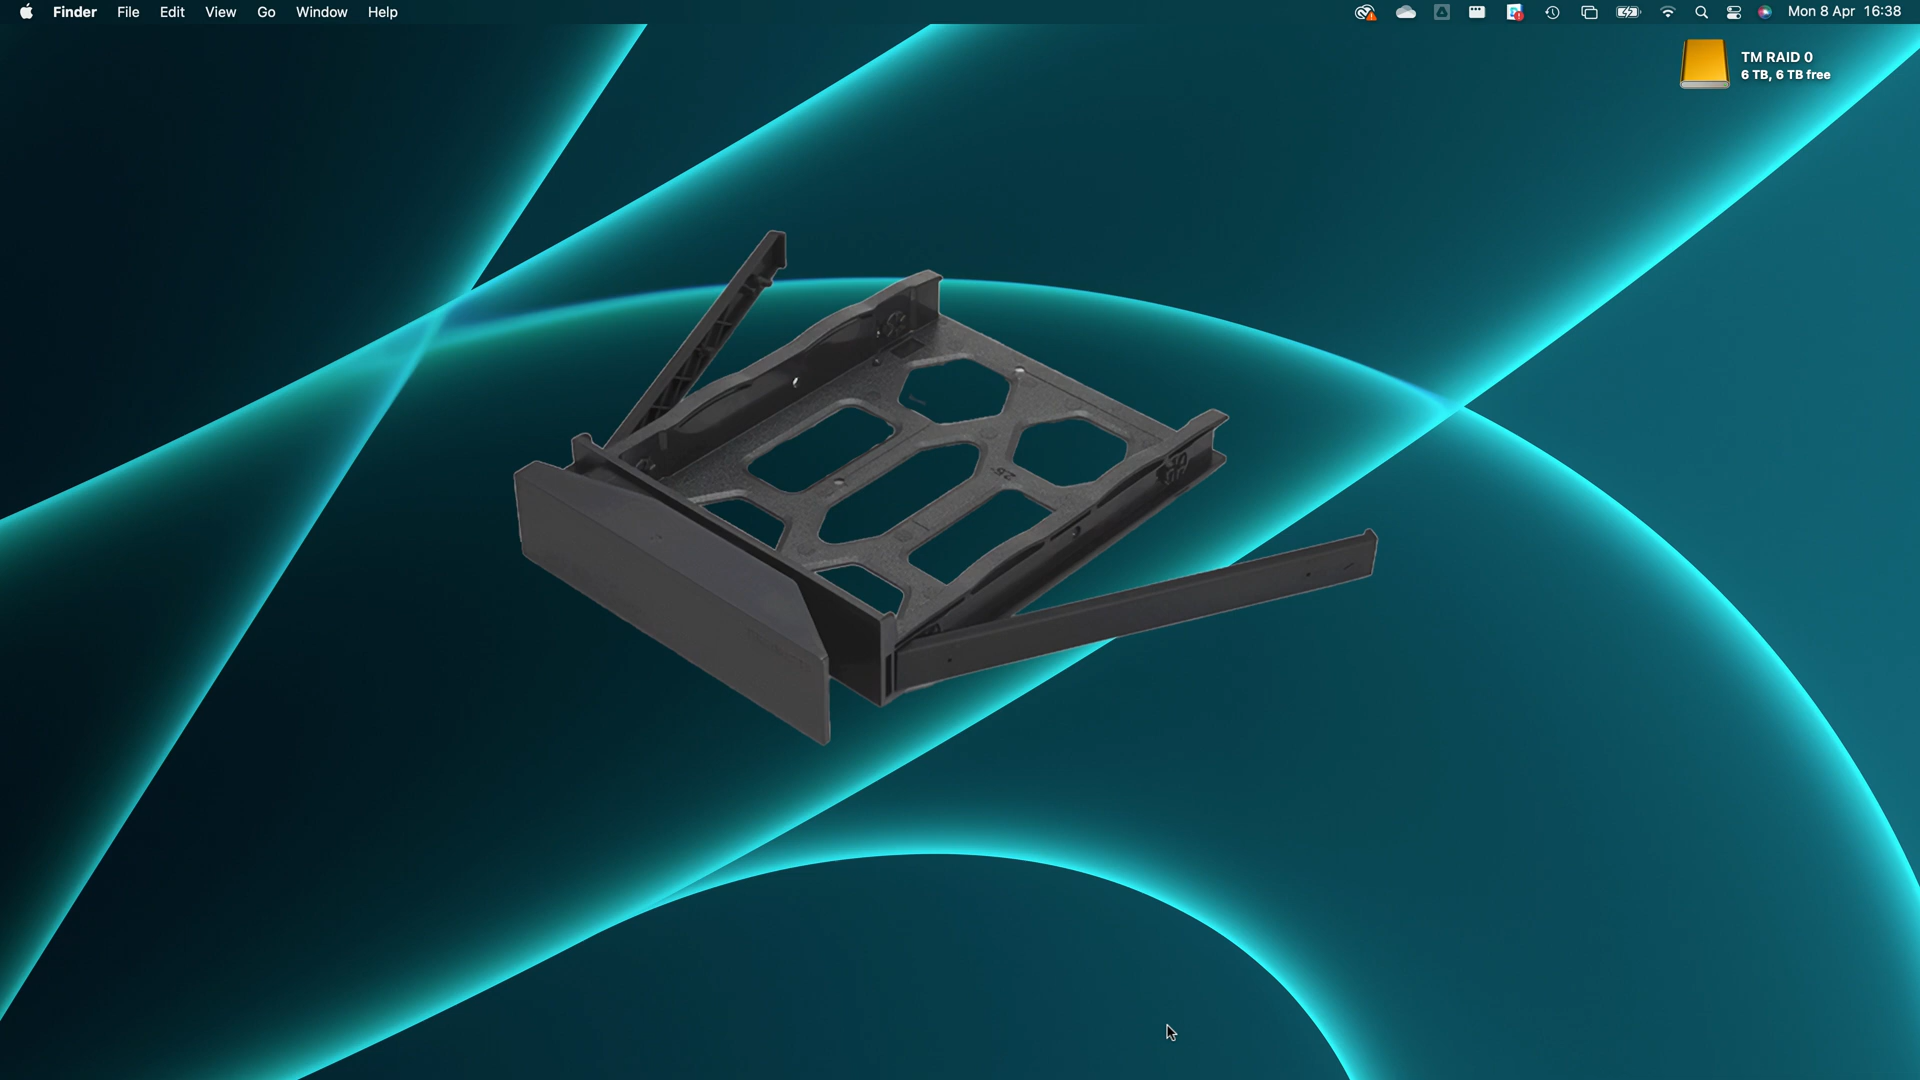 Finder File Edit View Go Window Help
Mon 8 Apr 16:38
TM RAID 0
6 TB, 6 TB free